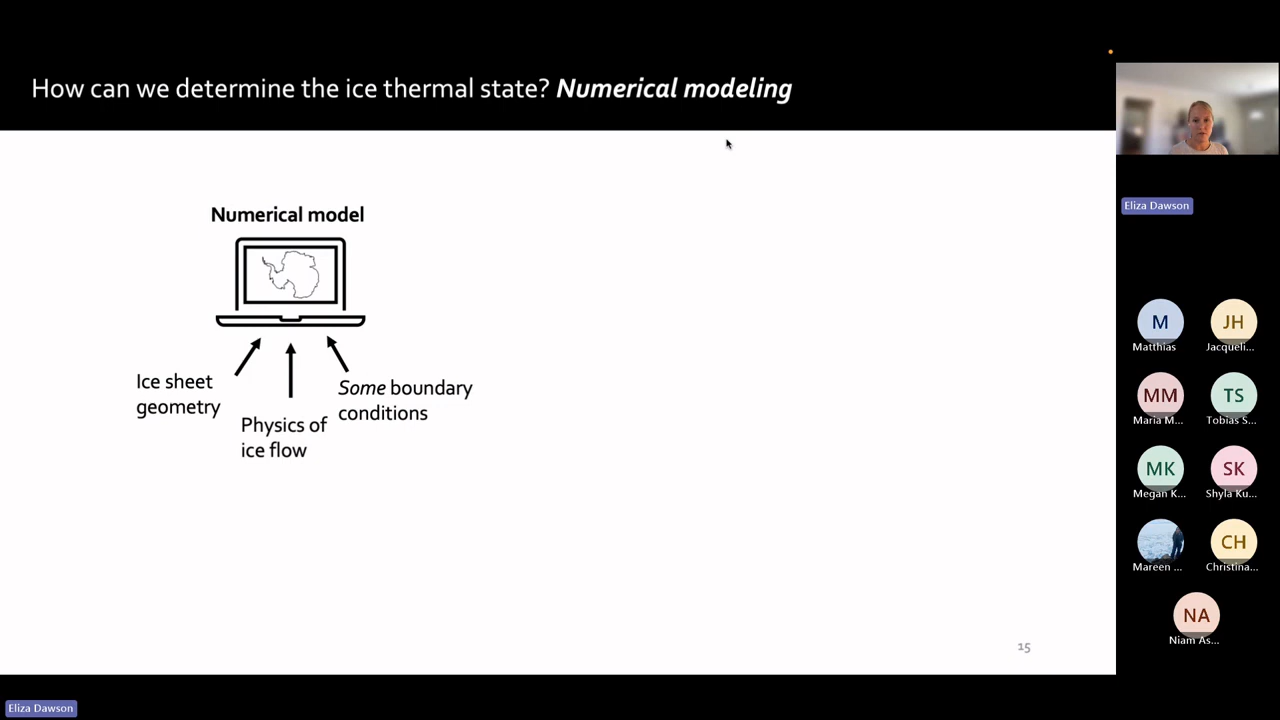 How can we determine the ice thermal state? Numerical modeling
Numerical model
Ice sheet
geometry
Physics of
ice flow
Some boundary
conditions
15
Eliza Dawson
M
Matthias
JH
Jacqueli...
MM
Maria M...
TS
Tobias S...
MK
Megan K...
SK
Shyla Ku...
Mareen ...
CH
Christina...
NA
Niam As...
Eliza Dawson